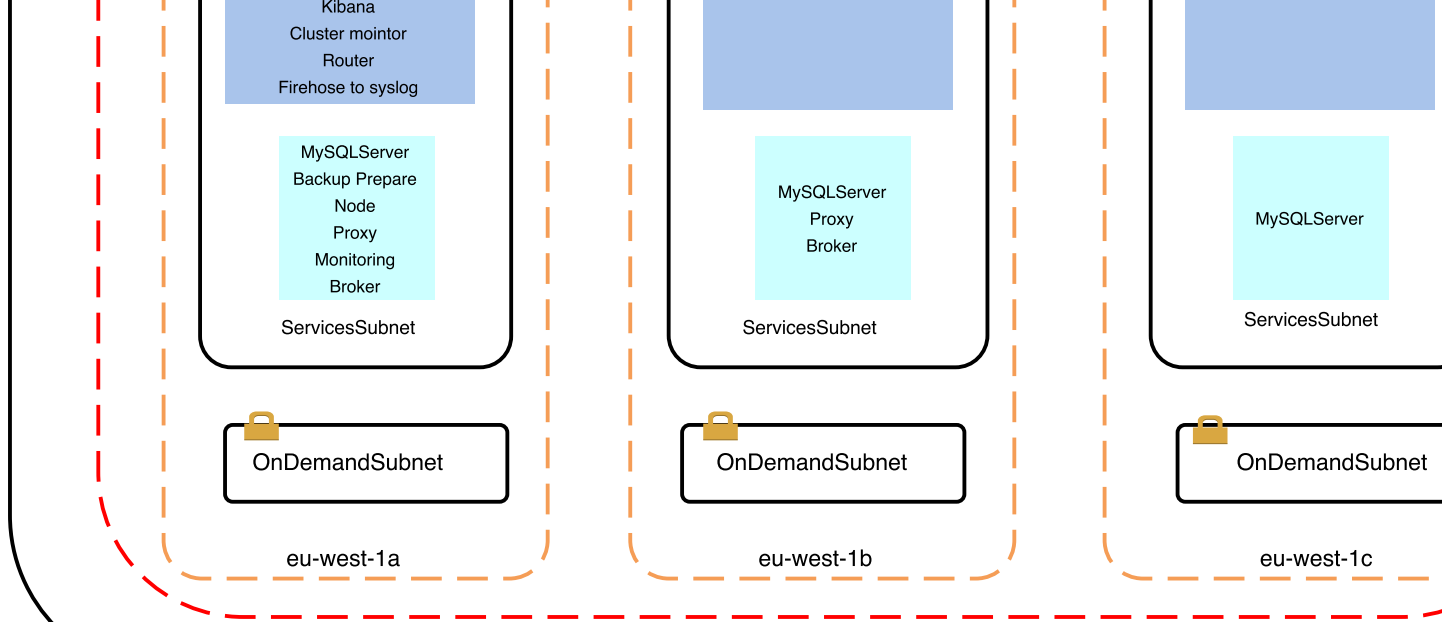 Kibana
Cluster mointor
Router
Firehose to syslog
MySQLServer
Backup Prepare
Node
Proxy
Monitoring
Broker
ServicesSubnet
OnDemandSubnet
eu-west-1a
MySQLServer
Proxy
Broker
ServicesSubnet
OnDemandSubnet
eu-west-1b
MySQLServer
ServicesSubnet
OnDemandSubnet
eu-west-1c